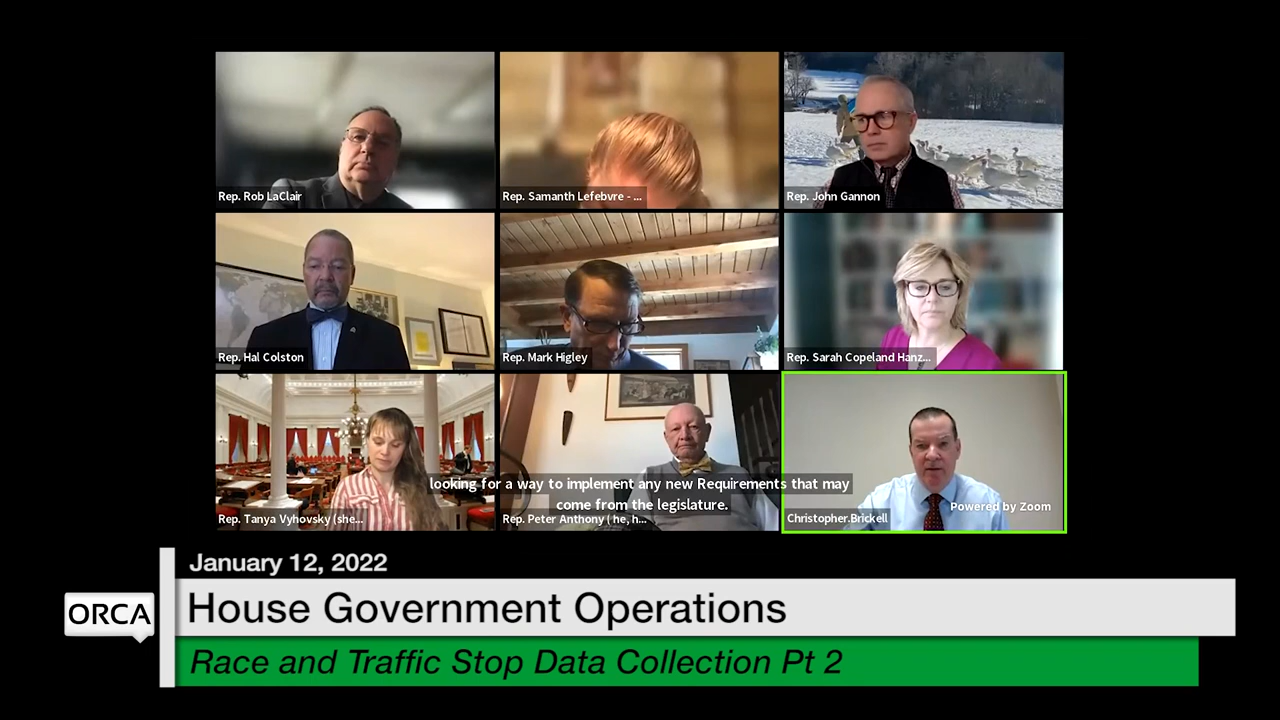 Rep. Rob LaClair
Rep. Samanth Lefebvre - ...
Rep. John Gannon
Rep. Hal Colston
Rep. Mark Higley
Rep. Sarah Copeland Hanz...
looking for a way to implement any new Requirements that may
come from the legislature.
Powered by Zoom
Rep. Tanya Vyhovsky (she...
Rep. Peter Anthony ( he, h...
Christopher.Brickell
January 12, 2022
ORCA
House Government Operations
Race and Traffic Stop Data Collection Pt 2